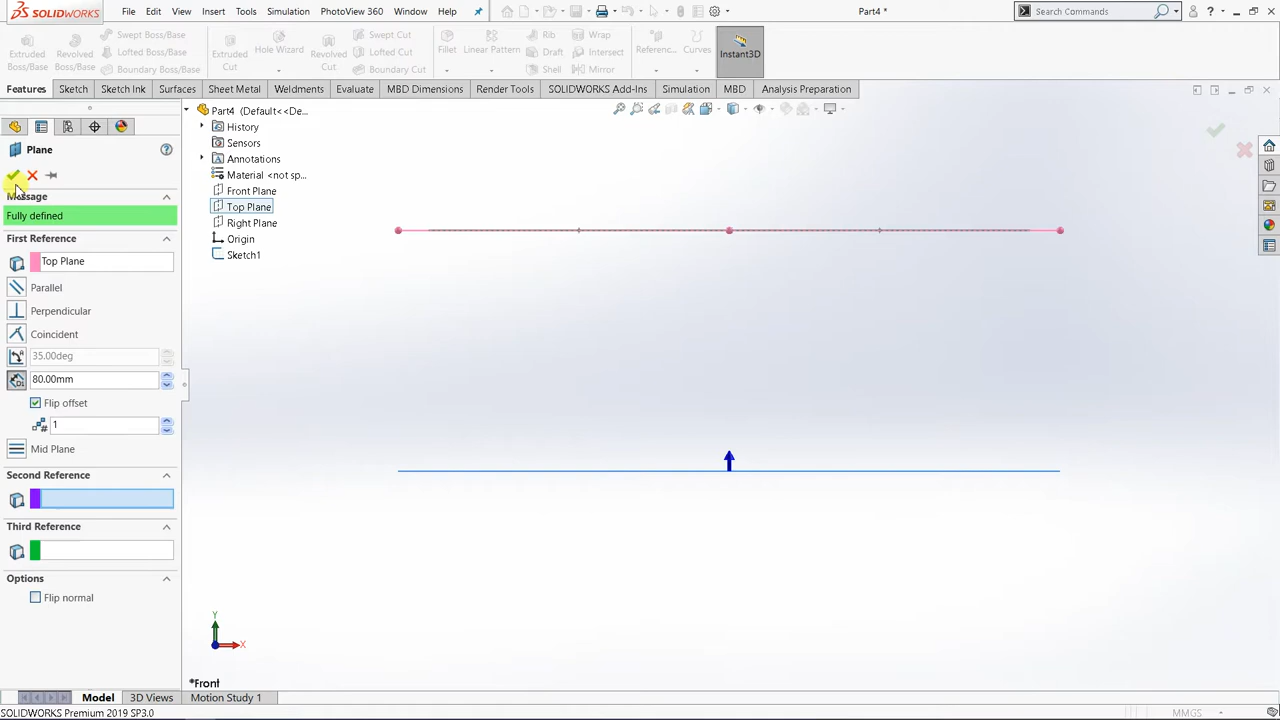 SOLIDWORKS File Edit View Insert Tools Simulation PhotoView 360 Window Help Part4 * Search Commands
Extruded Boss/Base Revolved Boss/Base Swept Boss/Base Lofted Boss/Base Boundary Boss/Base Extruded Cut Hole Wizard Revolved Cut Swept Cut Lofted Cut Boundary Cut Fillet Linear Pattern Rib Draft Shell Wrap Intersect Mirror Referenc... Curves Instant3D
Features Sketch Sketch Ink Surfaces Sheet Metal Weldments Evaluate MBD Dimensions Render Tools SOLIDWORKS Add-Ins Simulation MBD Analysis Preparation
Part4 (Default<<De...
History
Sensors
Annotations
Material <not sp...
Front Plane
Top Plane
Right Plane
Origin
Sketch1
Plane
Message
Fully defined
First Reference
Top Plane
Parallel
Perpendicular
Coincident
35.00deg
80.00mm
Flip offset
1
Mid Plane
Second Reference
Third Reference
Options
Flip normal
Y
X
*Front
Model 3D Views Motion Study 1
SOLIDWORKS Premium 2019 SP3.0 MMGS